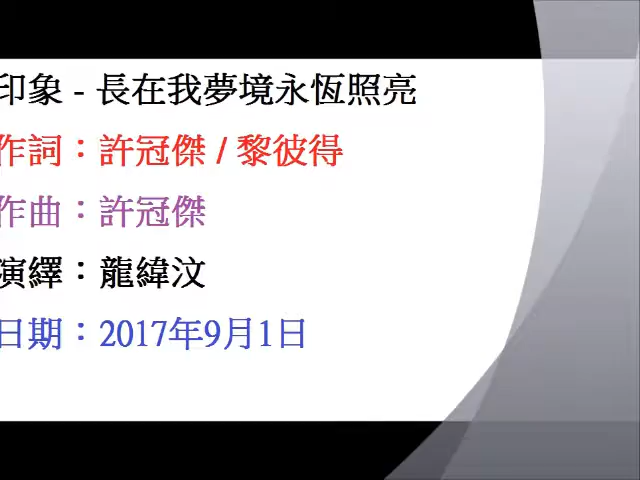 印象 - 長在我夢境永恆照亮
作詞：許冠傑 / 黎彼得
作曲：許冠傑
演繹：龍緯汶
日期：2017年9月1日